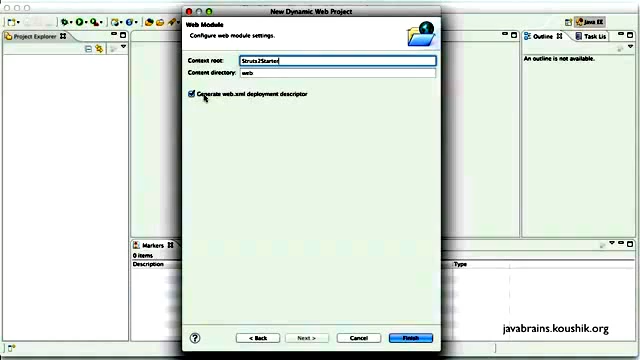 New Dynamic Web Project
Web Module
Configure web module settings.
Context root: Struts2Starter
Content directory: web
Generate web.xml deployment descriptor
Project Explorer
Java EE
Outline
Task Lis
An outline is not available.
Markers
0 items
Description
Type
< Back
Next >
Cancel
Finish
javabrains.koushik.org